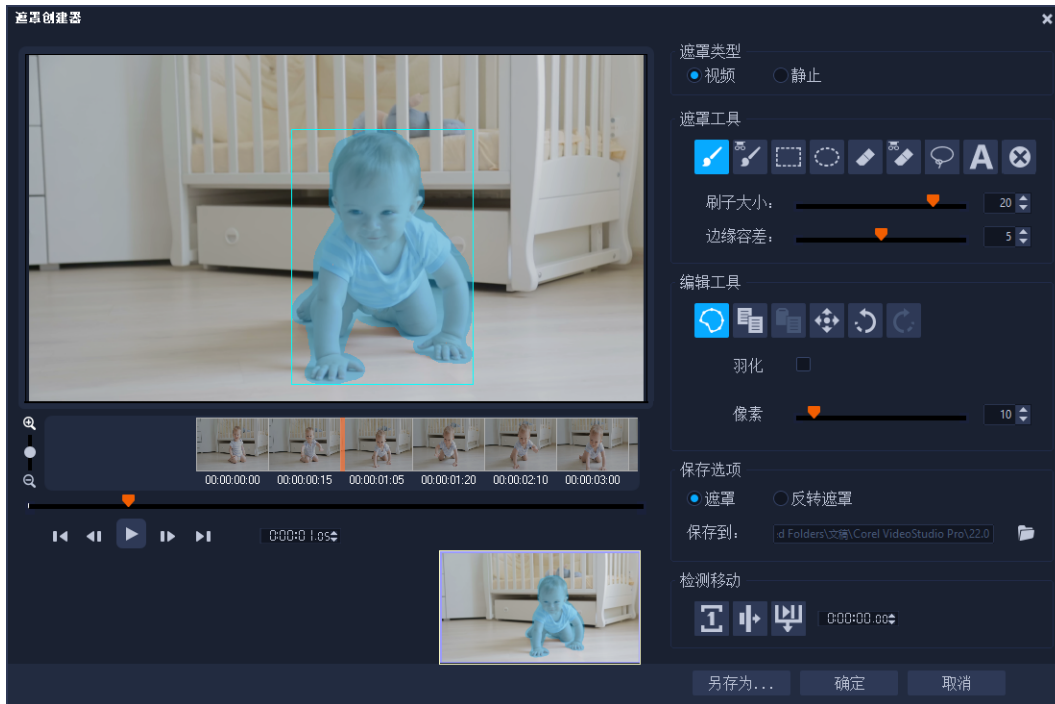 遮罩创建器
遮罩类型
视频
静止
遮罩工具
A
刷子大小：
20
边缘容差：
5
编辑工具
羽化
像素
10
00:00:00:00
00:00:00:15
00:00:01:05
00:00:01:20
00:00:02:10
00:00:03:00
0:00:01.05
保存选项
遮罩
反转遮罩
保存到：
:d Folders\文稿\Corel VideoStudio Pro\22.0
检测移动
1
0:00:00.00
另存为...
确定
取消